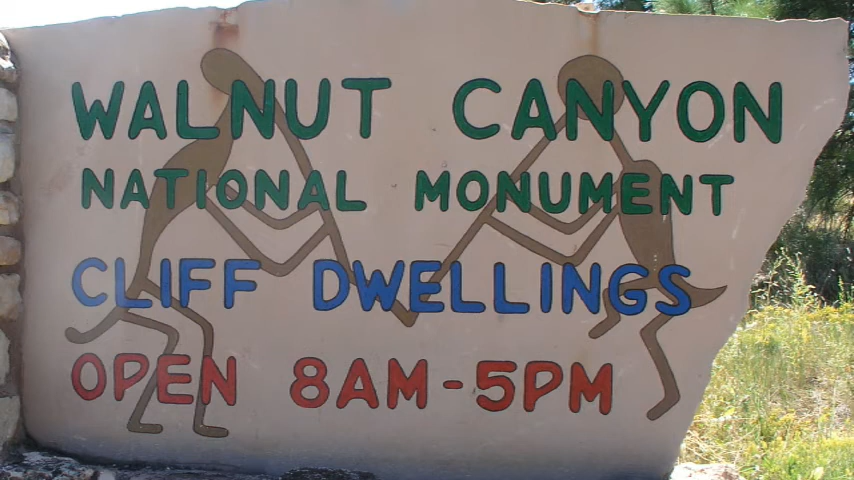 WALNUT CANYON
NATIONAL MONUMENT
CLIFF DWELLINGS
OPEN 8AM-5PM